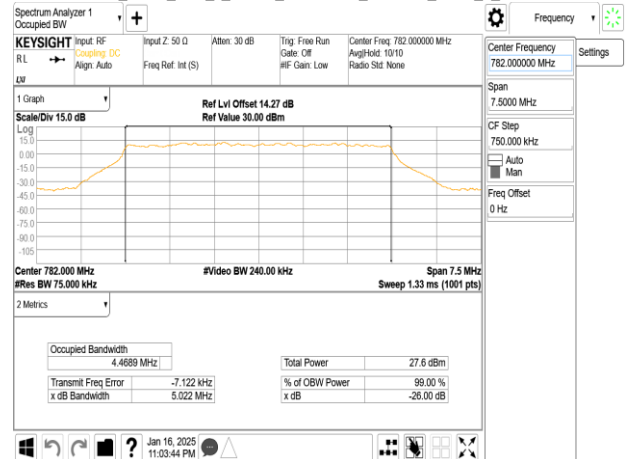 Spectrum Analyzer 1
Occupied BW
Frequency
KEYSIGHT
Input: RF
Coupling: DC
Align: Auto
Input Z: 50 Ω
Freq Ref: Int (S)
Atten: 30 dB
Trig: Free Run
Gate: Off
#IF Gain: Low
Center Freq: 782.000000 MHz
Avg|Hold: 10/10
Radio Std: None
RL
LXI
Center Frequency
782.000000 MHz
Settings
Span
7.5000 MHz
CF Step
750.000 kHz
Auto
Man
Freq Offset
0 Hz
1 Graph
Scale/Div 15.0 dB
Ref Lvl Offset 14.27 dB
Ref Value 30.00 dBm
Log
15.0
0.00
-15.0
-30.0
-45.0
-60.0
-75.0
-90.0
-105
Center 782.000 MHz
#Video BW 240.00 kHz
Span 7.5 MHz
#Res BW 75.000 kHz
Sweep 1.33 ms (1001 pts)
2 Metrics
Occupied Bandwidth
4.4689 MHz
Total Power 27.6 dBm
Transmit Freq Error -7.122 kHz
% of OBW Power 99.00 %
x dB Bandwidth 5.022 MHz
x dB -26.00 dB
Jan 16, 2025
11:03:44 PM